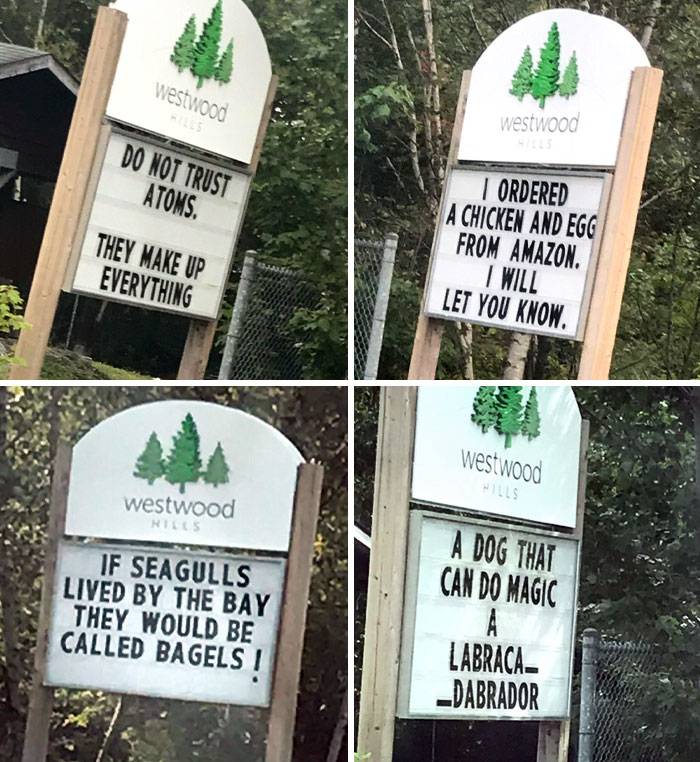 westwood
HILLS
DO NOT TRUST
ATOMS.
THEY MAKE UP
EVERYTHING
westwood
HILLS
I ORDERED
A CHICKEN AND EGG
FROM AMAZON.
I WILL
LET YOU KNOW.
westwood
HILLS
IF SEAGULLS
LIVED BY THE BAY
THEY WOULD BE
CALLED BAGELS !
westwood
HILLS
A DOG THAT
CAN DO MAGIC
A
LABRACA_
_DABRADOR